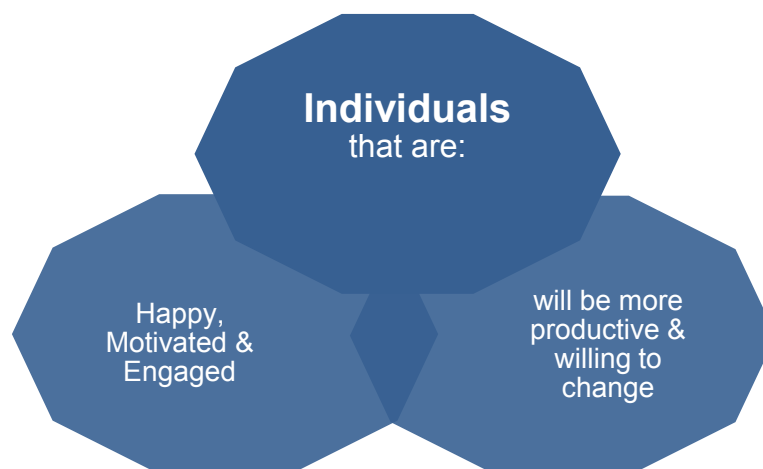 Individuals
that are:
Happy,
Motivated &
Engaged
will be more
productive &
willing to
change